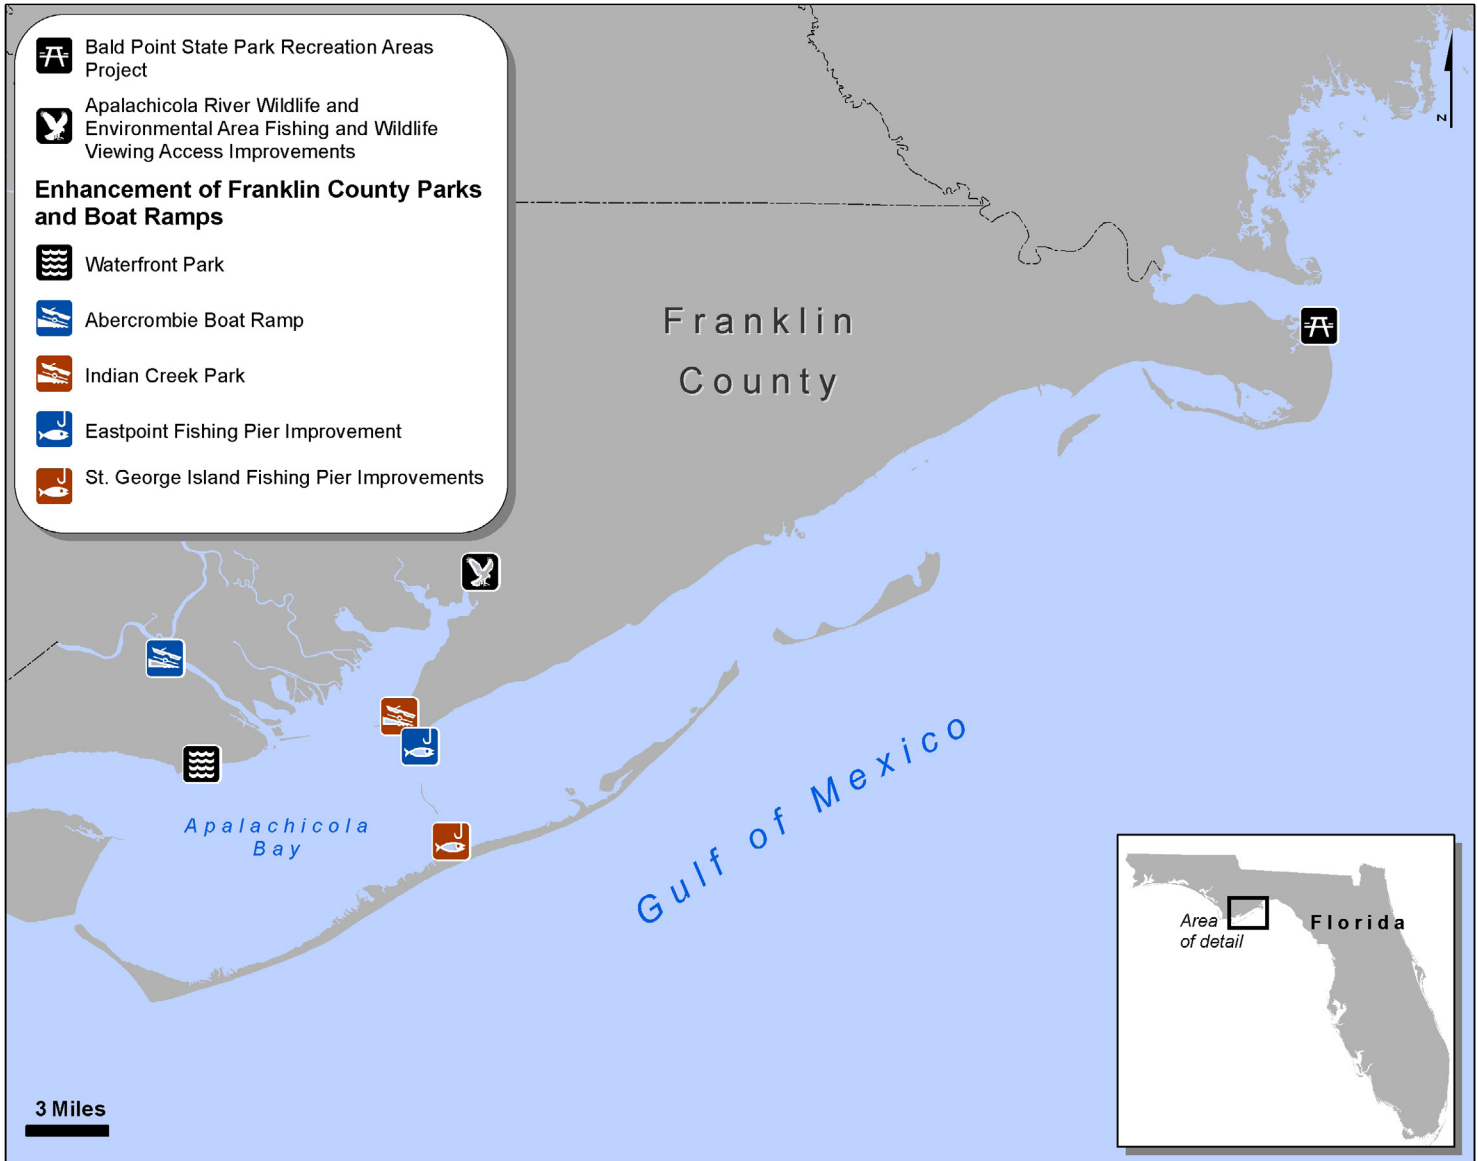 Bald Point State Park Recreation Areas
Project
Apalachicola River Wildlife and
Environmental Area Fishing and Wildlife
Viewing Access Improvements
Enhancement of Franklin County Parks
and Boat Ramps
Waterfront Park
Abercrombie Boat Ramp
Indian Creek Park
Eastpoint Fishing Pier Improvement
St. George Island Fishing Pier Improvements
N
Franklin
County
Apalachicola
Bay
Gulf of Mexico
Area
of detail
Florida
3 Miles